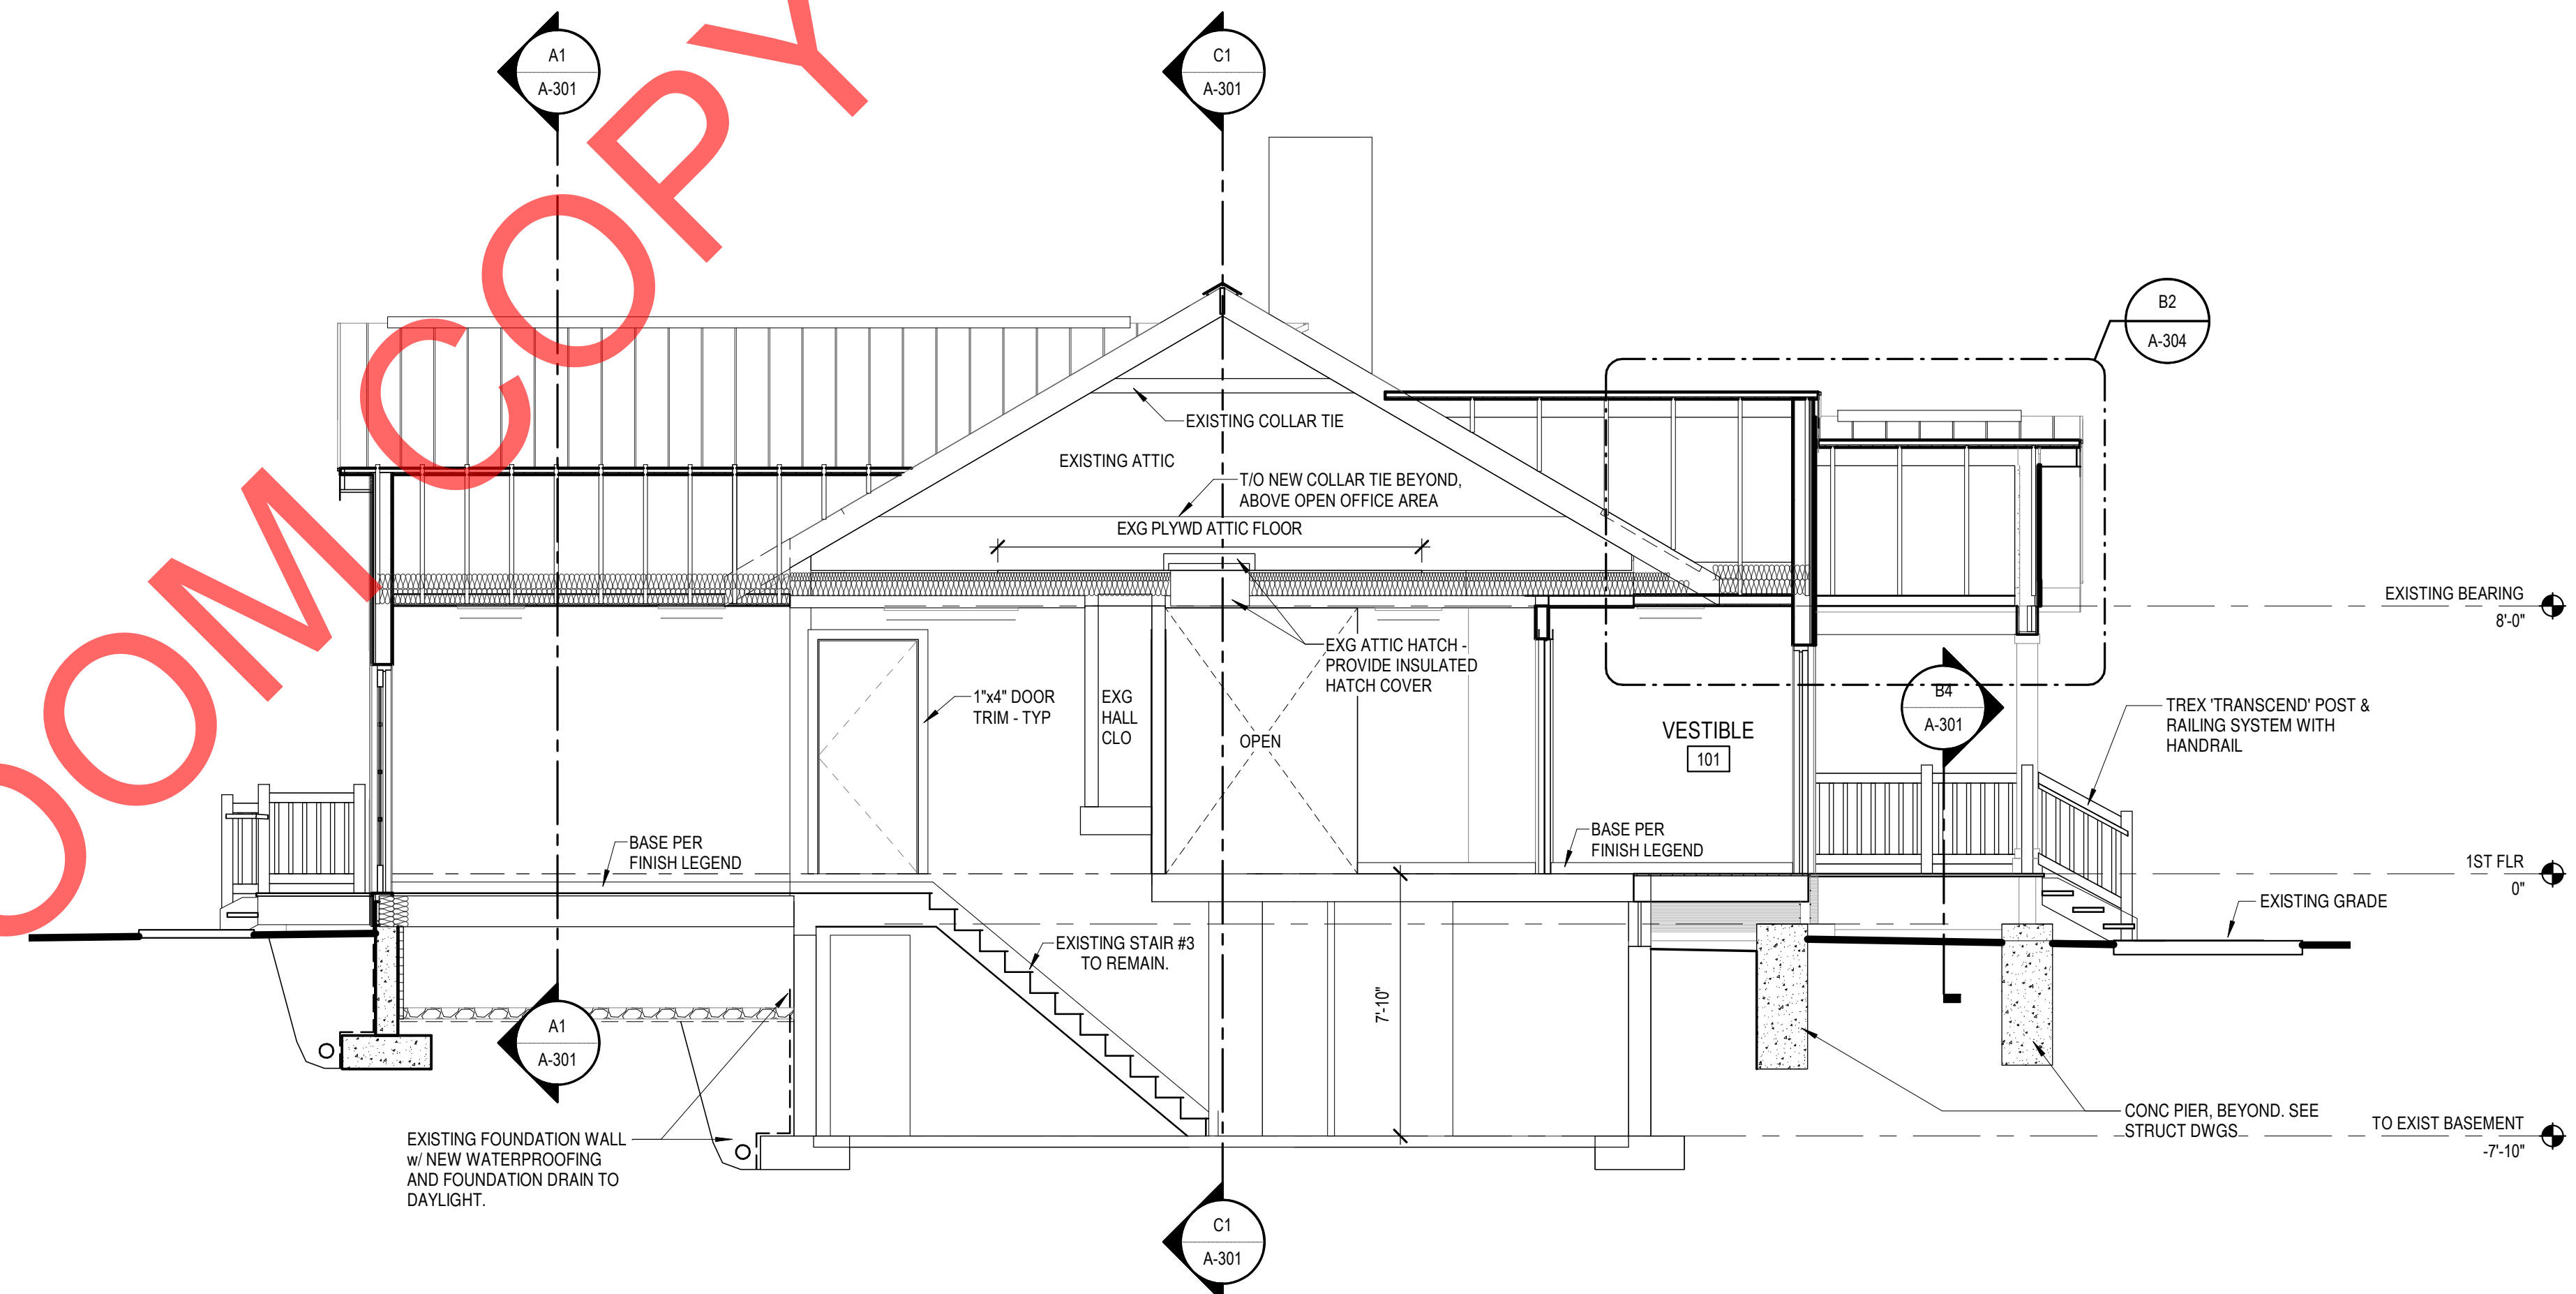 A1
A-301
C1
A-301
B2
A-304
EXISTING COLLAR TIE
EXISTING ATTIC
T/O NEW COLLAR TIE BEYOND,
ABOVE OPEN OFFICE AREA
EXG PLYWD ATTIC FLOOR
EXISTING BEARING
8'-0"
EXG ATTIC HATCH -
PROVIDE INSULATED
HATCH COVER
1"x4" DOOR
TRIM - TYP
EXG
HALL
CLO
OPEN
VESTIBLE
101
B4
A-301
TREX 'TRANSCEND' POST &
RAILING SYSTEM WITH
HANDRAIL
BASE PER
FINISH LEGEND
BASE PER
FINISH LEGEND
1ST FLR
0"
EXISTING GRADE
EXISTING STAIR #3
TO REMAIN.
7'-10"
A1
A-301
EXISTING FOUNDATION WALL
w/ NEW WATERPROOFING
AND FOUNDATION DRAIN TO
DAYLIGHT.
CONC PIER, BEYOND. SEE
STRUCT DWGS
TO EXIST BASEMENT
-7'-10"
C1
A-301
OOM COPY